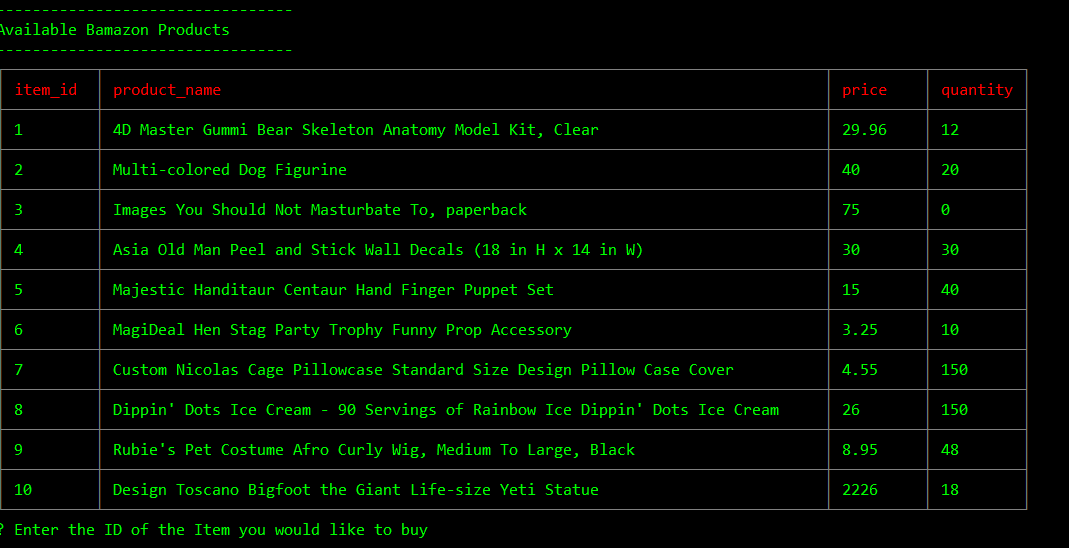 ---------------------------------
Available Bamazon Products
---------------------------------
item_id product_name price quantity
1 4D Master Gummi Bear Skeleton Anatomy Model Kit, Clear 29.96 12
2 Multi-colored Dog Figurine 40 20
3 Images You Should Not Masturbate To, paperback 75 0
4 Asia Old Man Peel and Stick Wall Decals (18 in H x 14 in W) 30 30
5 Majestic Handitaur Centaur Hand Finger Puppet Set 15 40
6 MagiDeal Hen Stag Party Trophy Funny Prop Accessory 3.25 10
7 Custom Nicolas Cage Pillowcase Standard Size Design Pillow Case Cover 4.55 150
8 Dippin' Dots Ice Cream - 90 Servings of Rainbow Ice Dippin' Dots Ice Cream 26 150
9 Rubie's Pet Costume Afro Curly Wig, Medium To Large, Black 8.95 48
10 Design Toscano Bigfoot the Giant Life-size Yeti Statue 2226 18
? Enter the ID of the Item you would like to buy